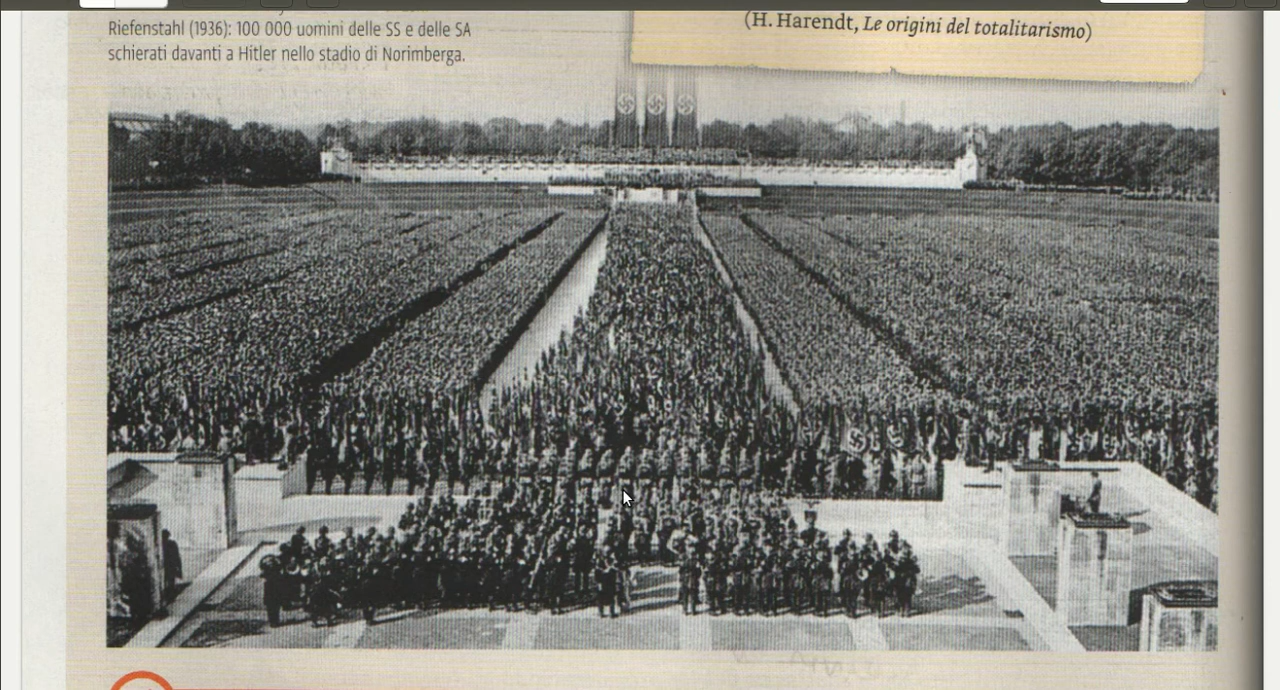 Riefenstahl (1936): 100 000 uomini delle SS e delle SA
schierati davanti a Hitler nello stadio di Norimberga.
(H. Harendt, Le origini del totalitarismo)